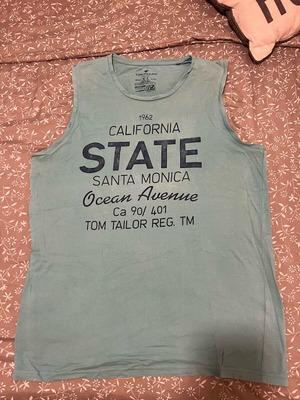 1962
CALIFORNIA
STATE
SANTA MONICA
Ocean Avenue
Ca 90/ 401
TOM TAILOR REG. TM